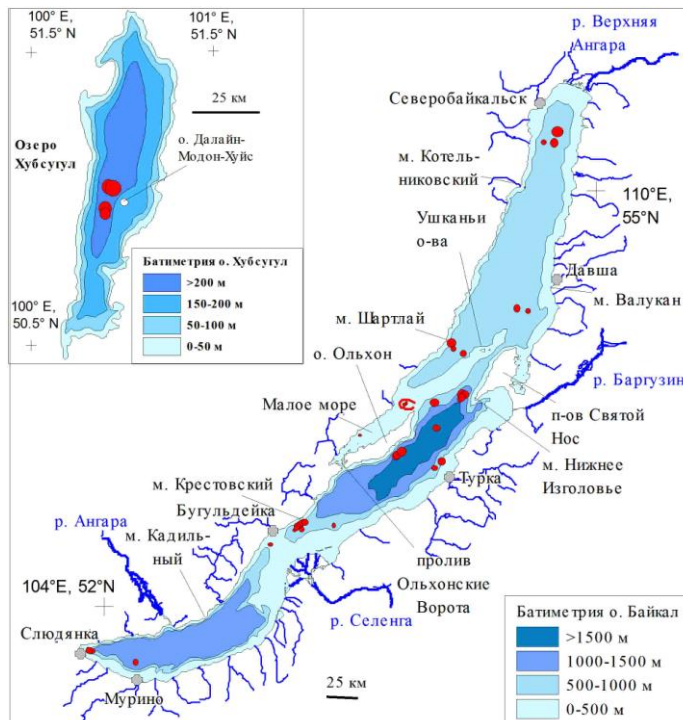 100° E,
51.5° N
101° E,
51.5° N
25 км
Озеро
Хубсугул
о. Далайн-
Модон-Хуйс
Батиметрия о. Хубсугул
>200 м
150-200 м
50-100 м
0-50 м
100° E,
50.5° N
р. Верхняя
Ангара
Северобайкальск
м. Котель-
никовский
110°E,
55°N
Ушканьи
о-ва
Давша
м. Валукан
м. Шартлай
о. Ольхон
р. Баргузин
Малое море
п-ов Святой
Нос
м. Нижнее
Изголовье
Турка
м. Крестовский
Бугульдейка
р. Ангара
м. Кадиль-
ный
пролив
Ольхонские
Ворота
104°E, 52°N
р. Селенга
Слюдянка
Мурино
25 км
Батиметрия о. Байкал
>1500 м
1000-1500 м
500-1000 м
0-500 м